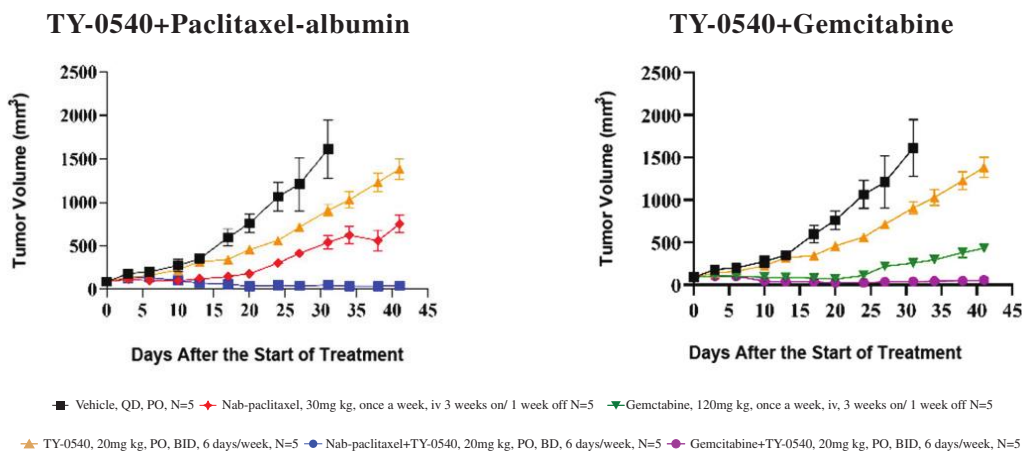 TY-0540+Paclitaxel-albumin
TY-0540+Gemcitabine
Tumor Volume (mm³)
2500
2000
1500
1000
500
0
0 5 10 15 20 25 30 35 40 45
Days After the Start of Treatment
Tumor Volume (mm³)
2500
2000
1500
1000
500
0
0 5 10 15 20 25 30 35 40 45
Days After the Start of Treatment
Vehicle, QD, PO, N=5 Nab-paclitaxel, 30mg kg, once a week, iv 3 weeks on/ 1 week off N=5 Gemctabine, 120mg kg, once a week, iv, 3 weeks on/ 1 week off N=5
TY-0540, 20mg kg, PO, BID, 6 days/week, N=5 Nab-paclitaxel+TY-0540, 20mg kg, PO, BD, 6 days/week, N=5 Gemcitabine+TY-0540, 20mg kg, PO, BID, 6 days/week, N=5